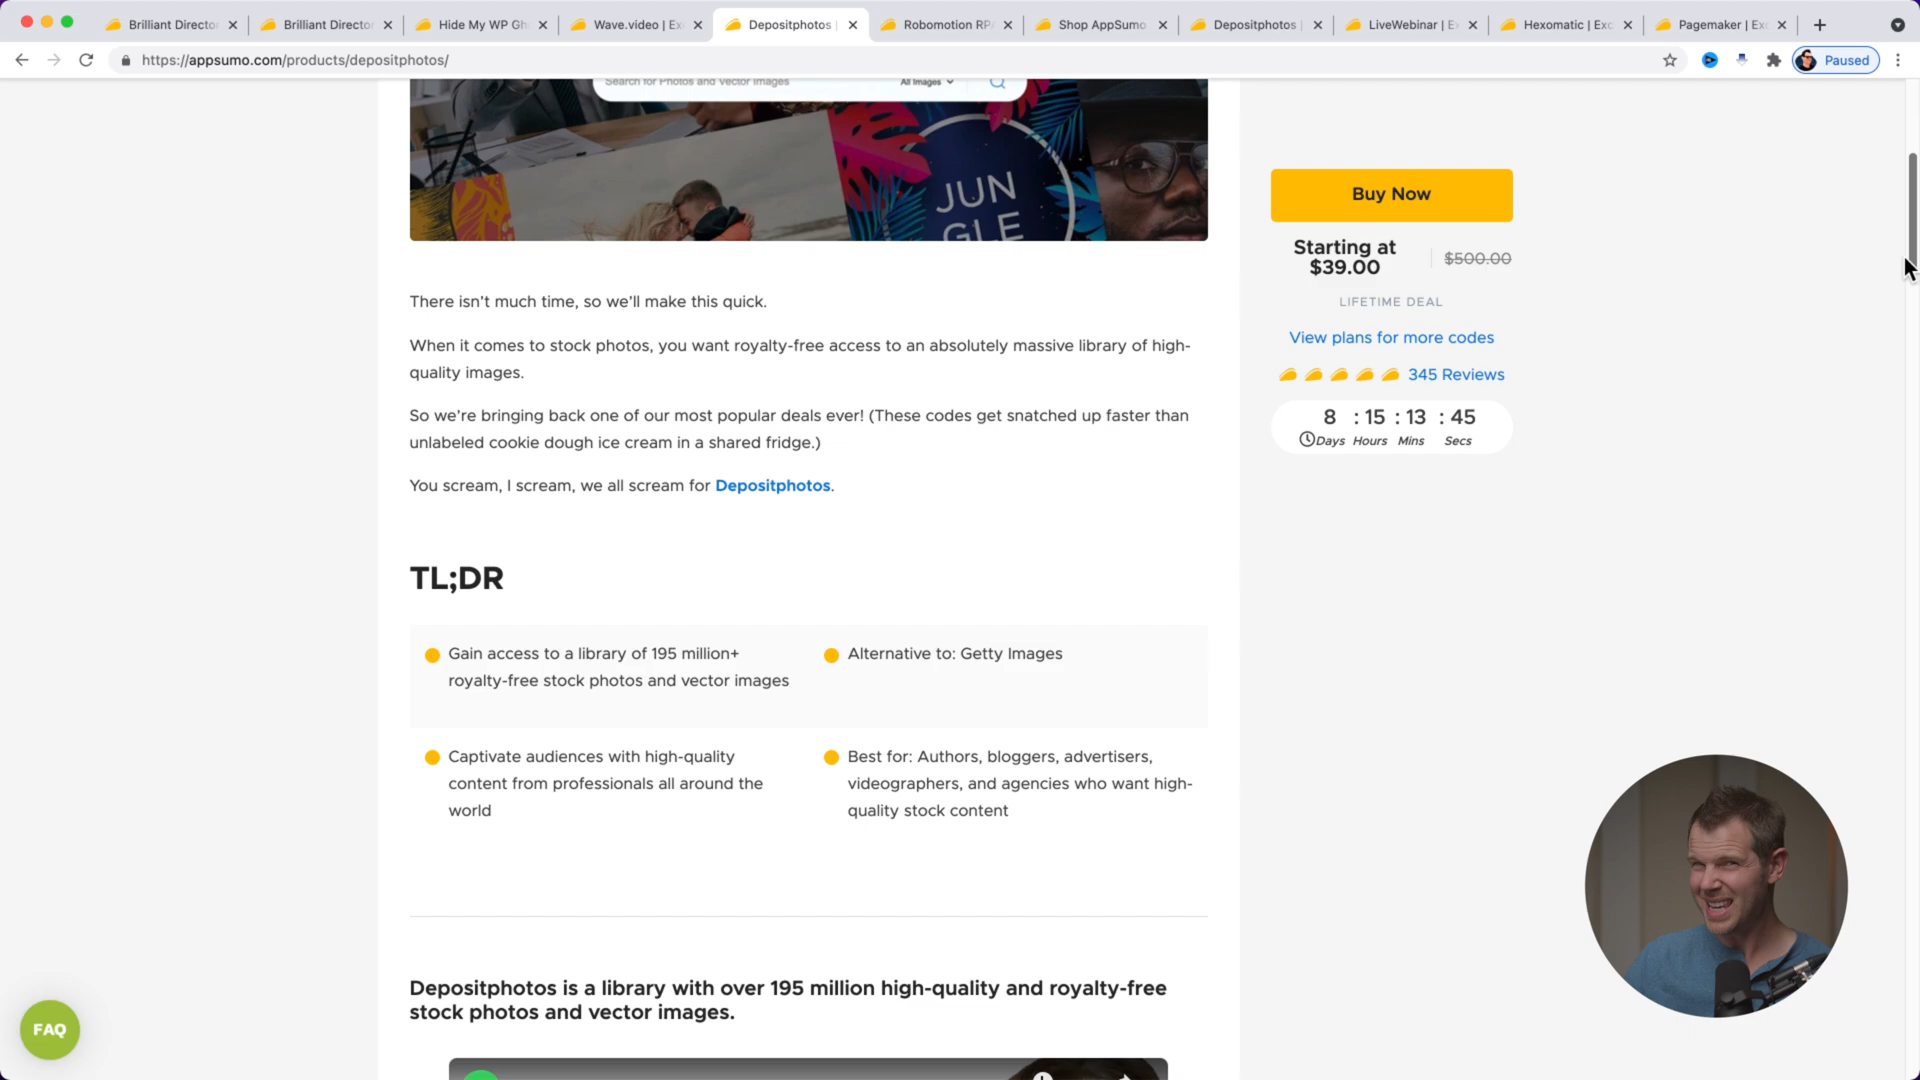 Brilliant Director
Brilliant Director
Hide My WP Gh
Wave.video | Ex
Depositphotos |
Robomotion RP
Shop AppSumo
Depositphotos |
LiveWebinar | E
Hexomatic | Exc
Pagemaker | Ex
https://appsumo.com/products/depositphotos/
Paused
Search for Photos and Vector Images
All Images
JUN
GLE
There isn’t much time, so we’ll make this quick.
When it comes to stock photos, you want royalty-free access to an absolutely massive library of high-
quality images.
So we’re bringing back one of our most popular deals ever! (These codes get snatched up faster than
unlabeled cookie dough ice cream in a shared fridge.)
You scream, I scream, we all scream for Depositphotos.
TL;DR
Gain access to a library of 195 million+
royalty-free stock photos and vector images
Alternative to: Getty Images
Captivate audiences with high-quality
content from professionals all around the
world
Best for: Authors, bloggers, advertisers,
videographers, and agencies who want high-
quality stock content
Depositphotos is a library with over 195 million high-quality and royalty-free
stock photos and vector images.
Buy Now
Starting at
$39.00
$500.00
LIFETIME DEAL
View plans for more codes
345 Reviews
8 : 15 : 13 : 45
Days Hours Mins Secs
FAQ